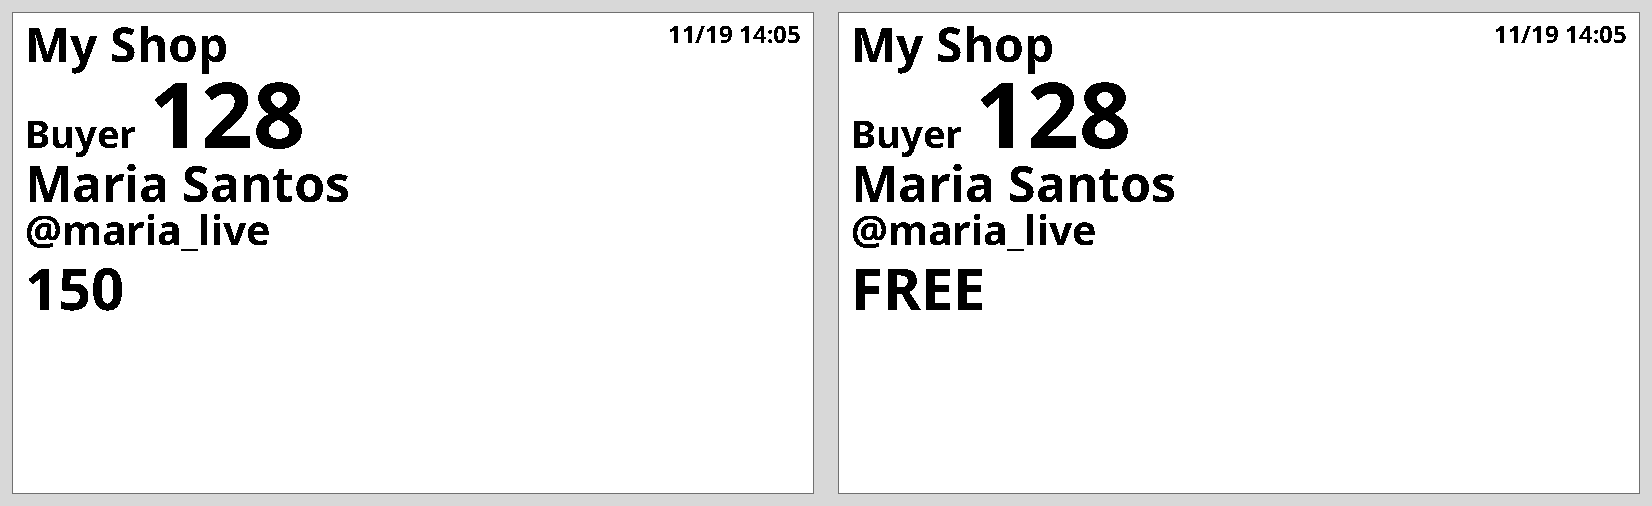 My Shop
11/19 14:05
Buyer 128
Maria Santos
@maria_live
150
My Shop
11/19 14:05
Buyer 128
Maria Santos
@maria_live
FREE